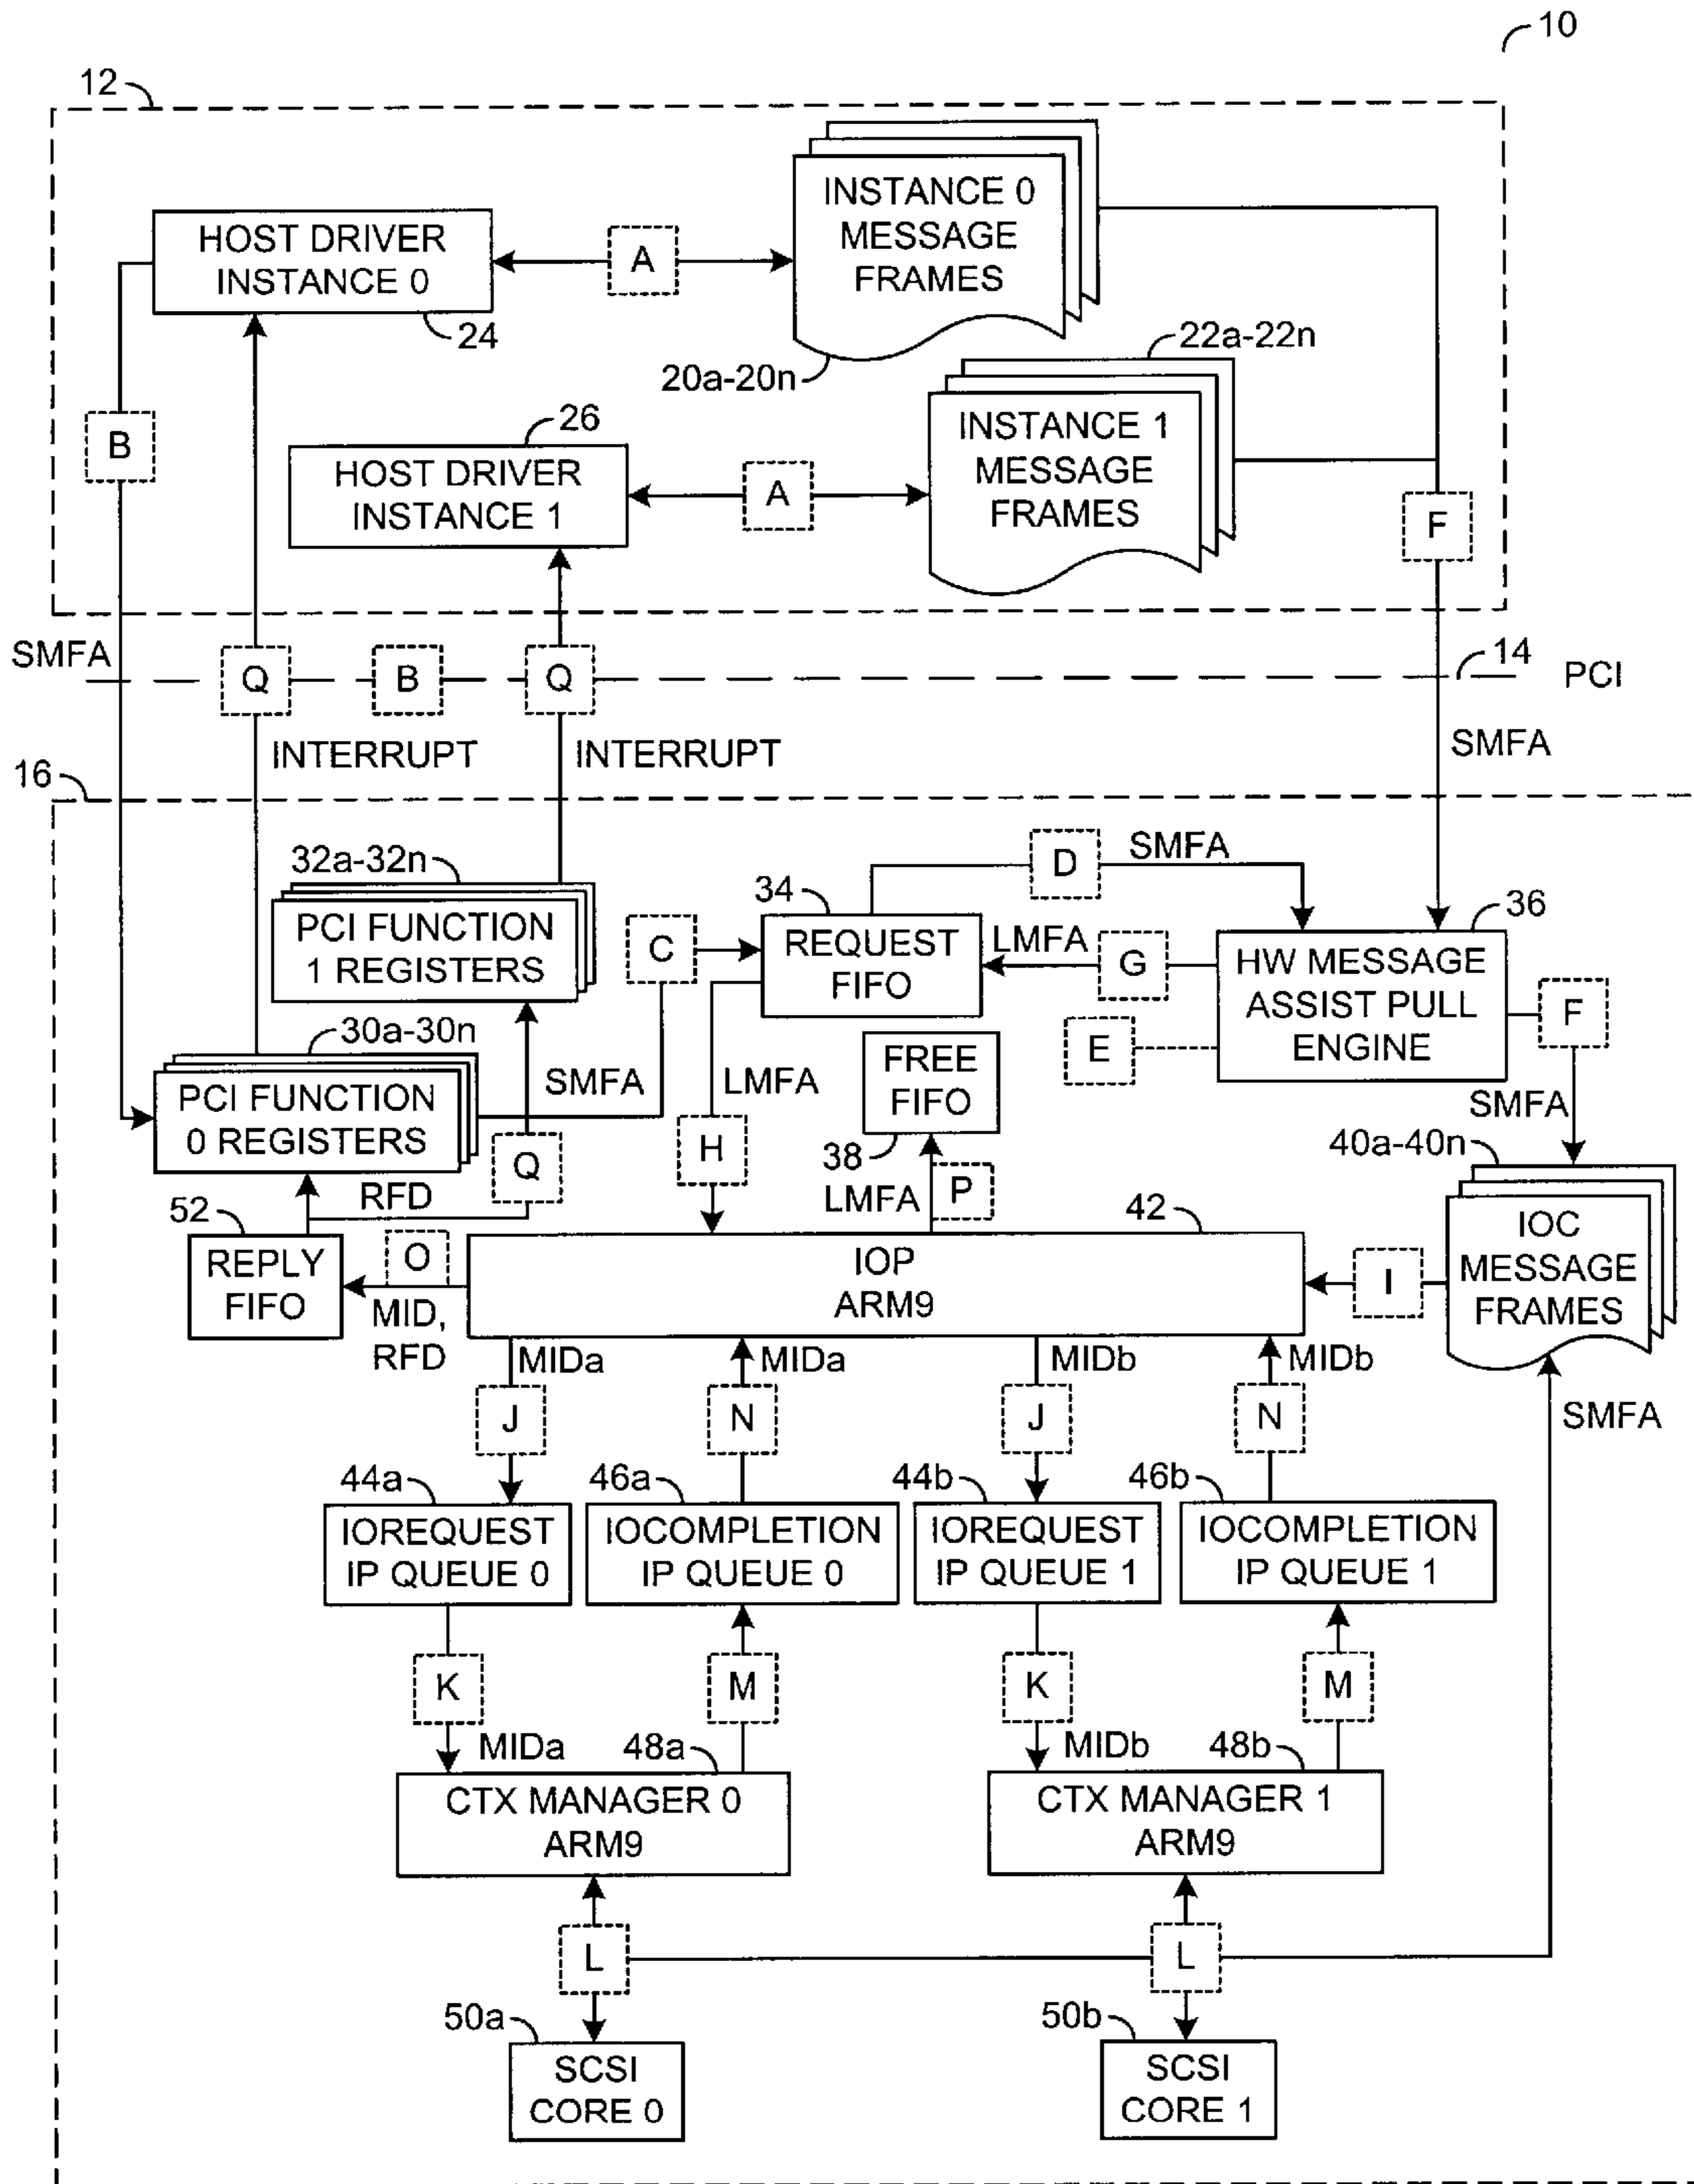 10
12
INSTANCE 0
MESSAGE
FRAMES
HOST DRIVER
INSTANCE 0
A
24
20a-20n
22a-22n
B
26
HOST DRIVER
INSTANCE 1
A
INSTANCE 1
MESSAGE
FRAMES
F
SMFA
Q
B
Q
14
PCI
INTERRUPT
INTERRUPT
SMFA
16
32a-32n
PCI FUNCTION
1 REGISTERS
C
34
REQUEST
FIFO
D
SMFA
LMFA
G
36
HW MESSAGE
ASSIST PULL
ENGINE
F
E
30a-30n
PCI FUNCTION
0 REGISTERS
SMFA
LMFA
FREE
FIFO
38
SMFA
40a-40n
H
Q
RFD
LMFA
P
52
REPLY
FIFO
O
MID,
RFD
42
IOP
ARM9
I
IOC
MESSAGE
FRAMES
MIDa
MIDa
MIDb
MIDb
J
N
J
N
SMFA
44a
46a
44b
46b
IOREQUEST
IP QUEUE 0
IOCOMPLETION
IP QUEUE 0
IOREQUEST
IP QUEUE 1
IOCOMPLETION
IP QUEUE 1
K
M
K
M
MIDa
48a
MIDb
48b
CTX MANAGER 0
ARM9
CTX MANAGER 1
ARM9
L
L
50a
50b
SCSI
CORE 0
SCSI
CORE 1